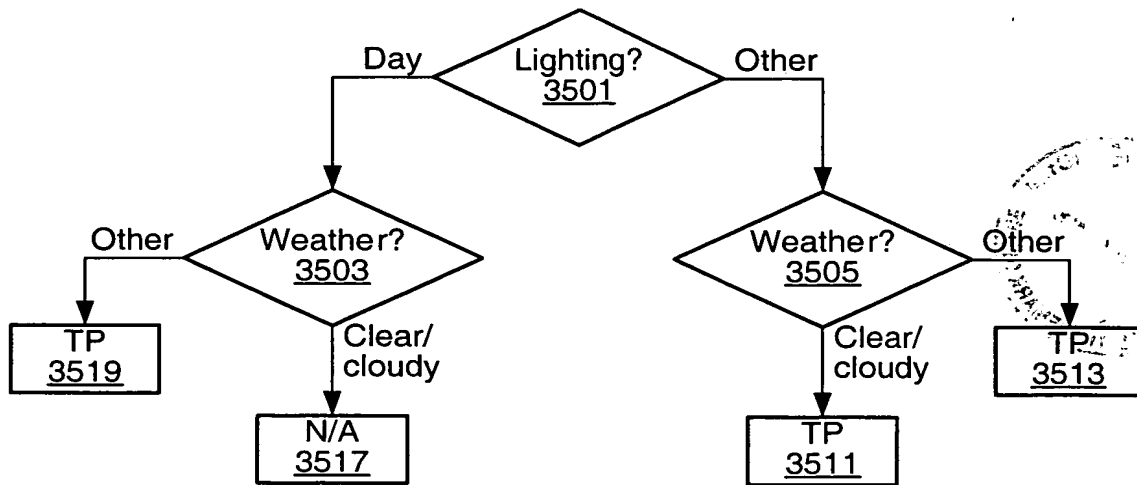 Lighting?
3501
Day
Other
Weather?
3503
Other
Clear/
cloudy
Weather?
3505
Other
Clear/
cloudy
TP
3519
N/A
3517
TP
3511
TP
3513